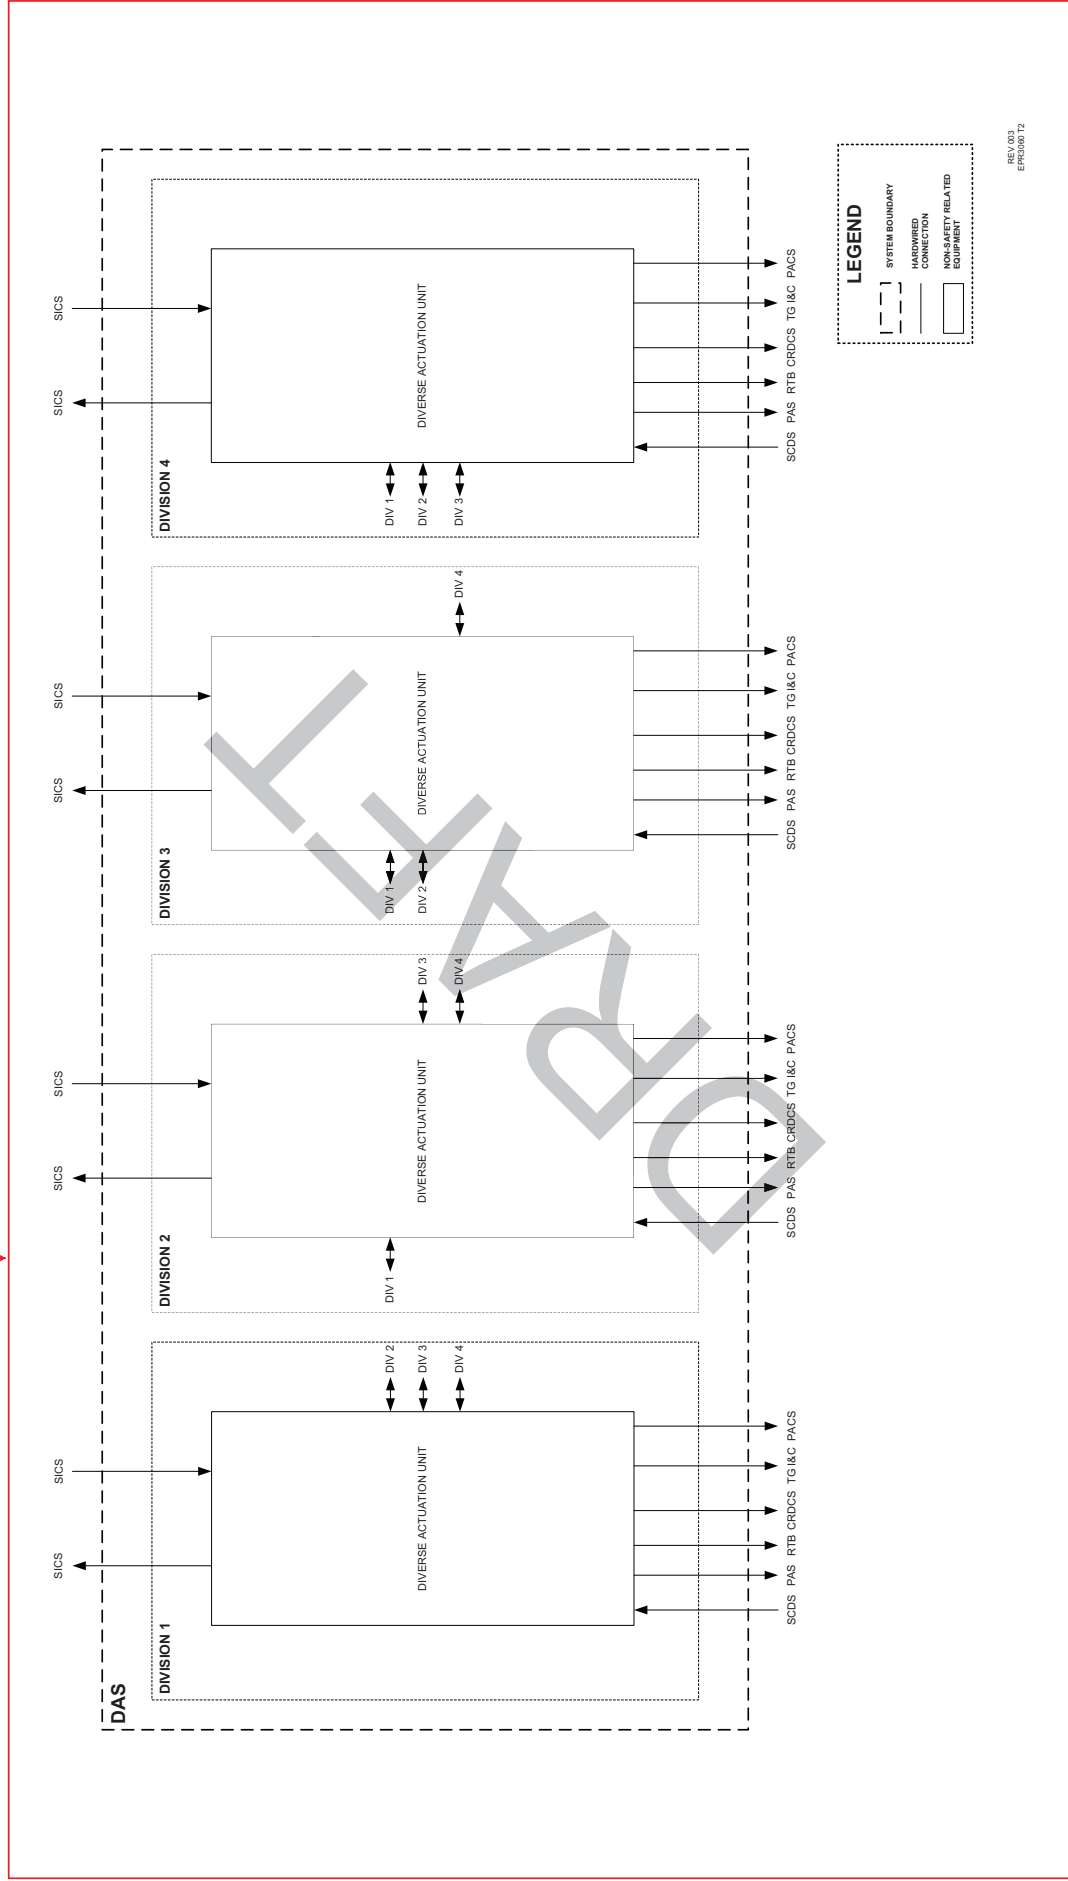 DAS
DIVISION 1
SICS
SICS
DIVERSE ACTUATION UNIT
DIV 2
DIV 3
DIV 4
SCDS PAS RTB CRDCS TG I&C PACS
DIVISION 2
SICS
SICS
DIV 1
DIVERSE ACTUATION UNIT
DIV 3
DIV 4
SCDS PAS RTB CRDCS TG I&C PACS
DIVISION 3
SICS
SICS
DIV 1
DIV 2
DIVERSE ACTUATION UNIT
DIV 4
SCDS PAS RTB CRDCS TG I&C PACS
DIVISION 4
SICS
SICS
DIV 1
DIV 2
DIV 3
DIVERSE ACTUATION UNIT
SCDS PAS RTB CRDCS TG I&C PACS
DRAFT
LEGEND
SYSTEM BOUNDARY
HARDWIRED
CONNECTION
NON-SAFETY RELATED
EQUIPMENT
REV 003
EPR3060 T2